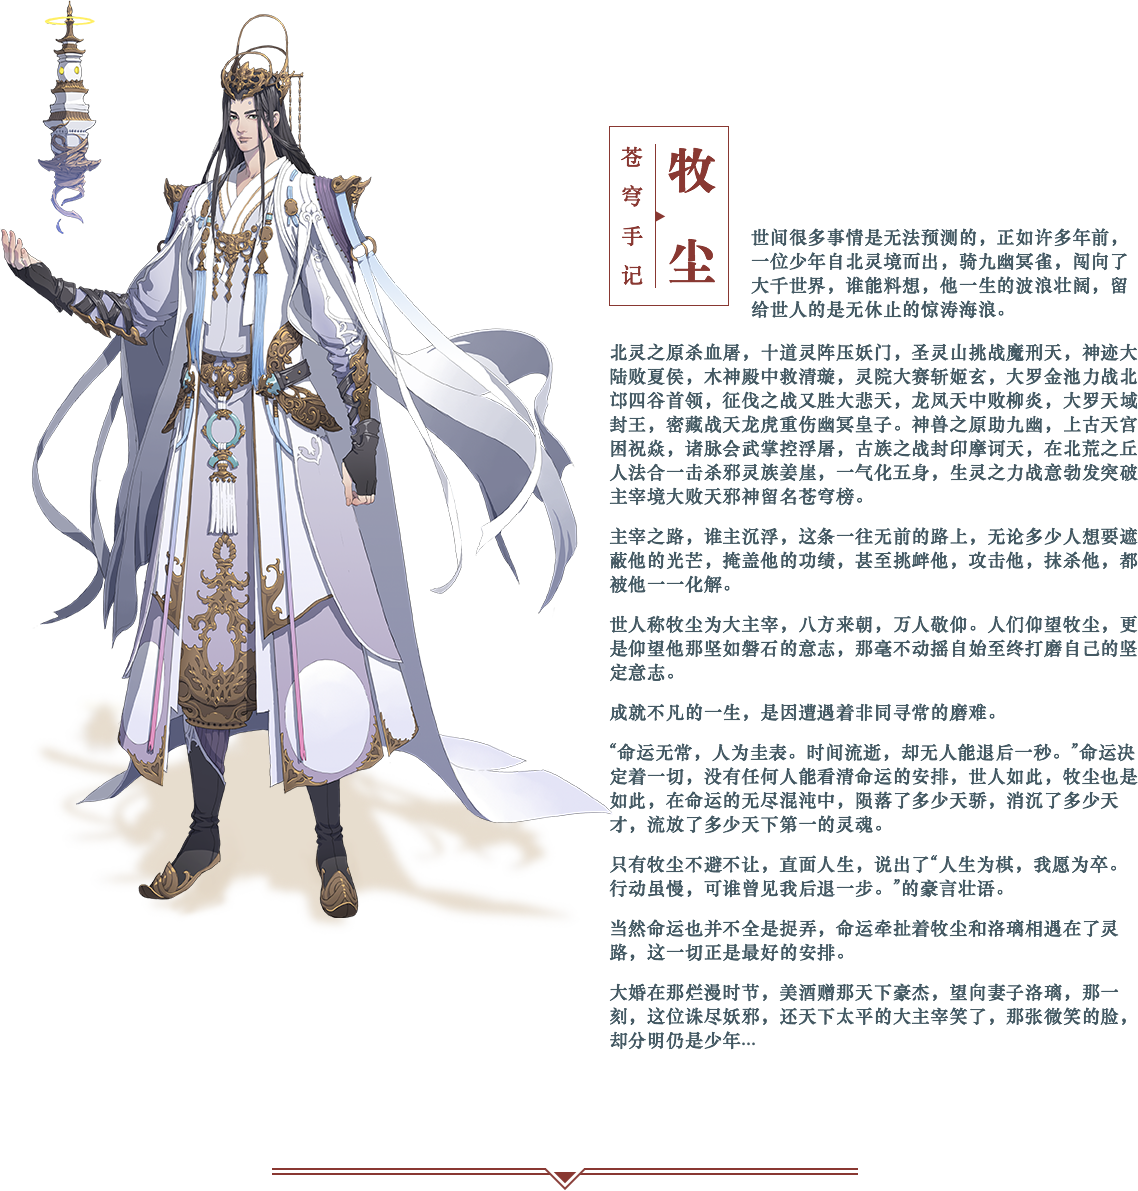 苍穹手记
牧尘
世间很多事情是无法预测的，正如许多年前，
一位少年自北灵境而出，骑九幽冥雀，闯向了
大千世界，谁能料想，他一生的波浪壮阔，留
给世人的是无休止的惊涛海浪。
北灵之原杀血屠，十道灵阵压妖门，圣灵山挑战魔刑天，神迹大
陆败夏侯，木神殿中救清璇，灵院大赛斩姬玄，大罗金池力战北
邙四谷首领，征伐之战又胜大悲天，龙凤天中败柳炎，大罗天域
封王，密藏战天龙虎重伤幽冥皇子。神兽之原助九幽，上古天宫
困祝焱，诸脉会武掌控浮屠，古族之战封印摩诃天，在北荒之丘
人法合一击杀邪灵族姜崖，一气化五身，生灵之力战意勃发突破
主宰境大败天邪神留名苍穹榜。
主宰之路，谁主沉浮，这条一往无前的路上，无论多少人想要遮
蔽他的光芒，掩盖他的功绩，甚至挑衅他，攻击他，抹杀他，都
被他一一化解。
世人称牧尘为大主宰，八方来朝，万人敬仰。人们仰望牧尘，更
是仰望他那坚如磐石的意志，那毫不动摇自始至终打磨自己的坚
定意志。
成就不凡的一生，是因遭遇着非同寻常的磨难。
“命运无常，人为圭表。时间流逝，却无人能退后一秒。”命运决
定着一切，没有任何人能看清命运的安排，世人如此，牧尘也是
如此，在命运的无尽混沌中，陨落了多少天骄，消沉了多少天
才，流放了多少天下第一的灵魂。
只有牧尘不避不让，直面人生，说出了“人生为棋，我愿为卒。
行动虽慢，可谁曾见我后退一步。”的豪言壮语。
当然命运也并不全是捉弄，命运牵扯着牧尘和洛璃相遇在了灵
路，这一切正是最好的安排。
大婚在那烂漫时节，美酒赠那天下豪杰，望向妻子洛璃，那一
刻，这位诛尽妖邪，还天下太平的大主宰笑了，那张微笑的脸，
却分明仍是少年...